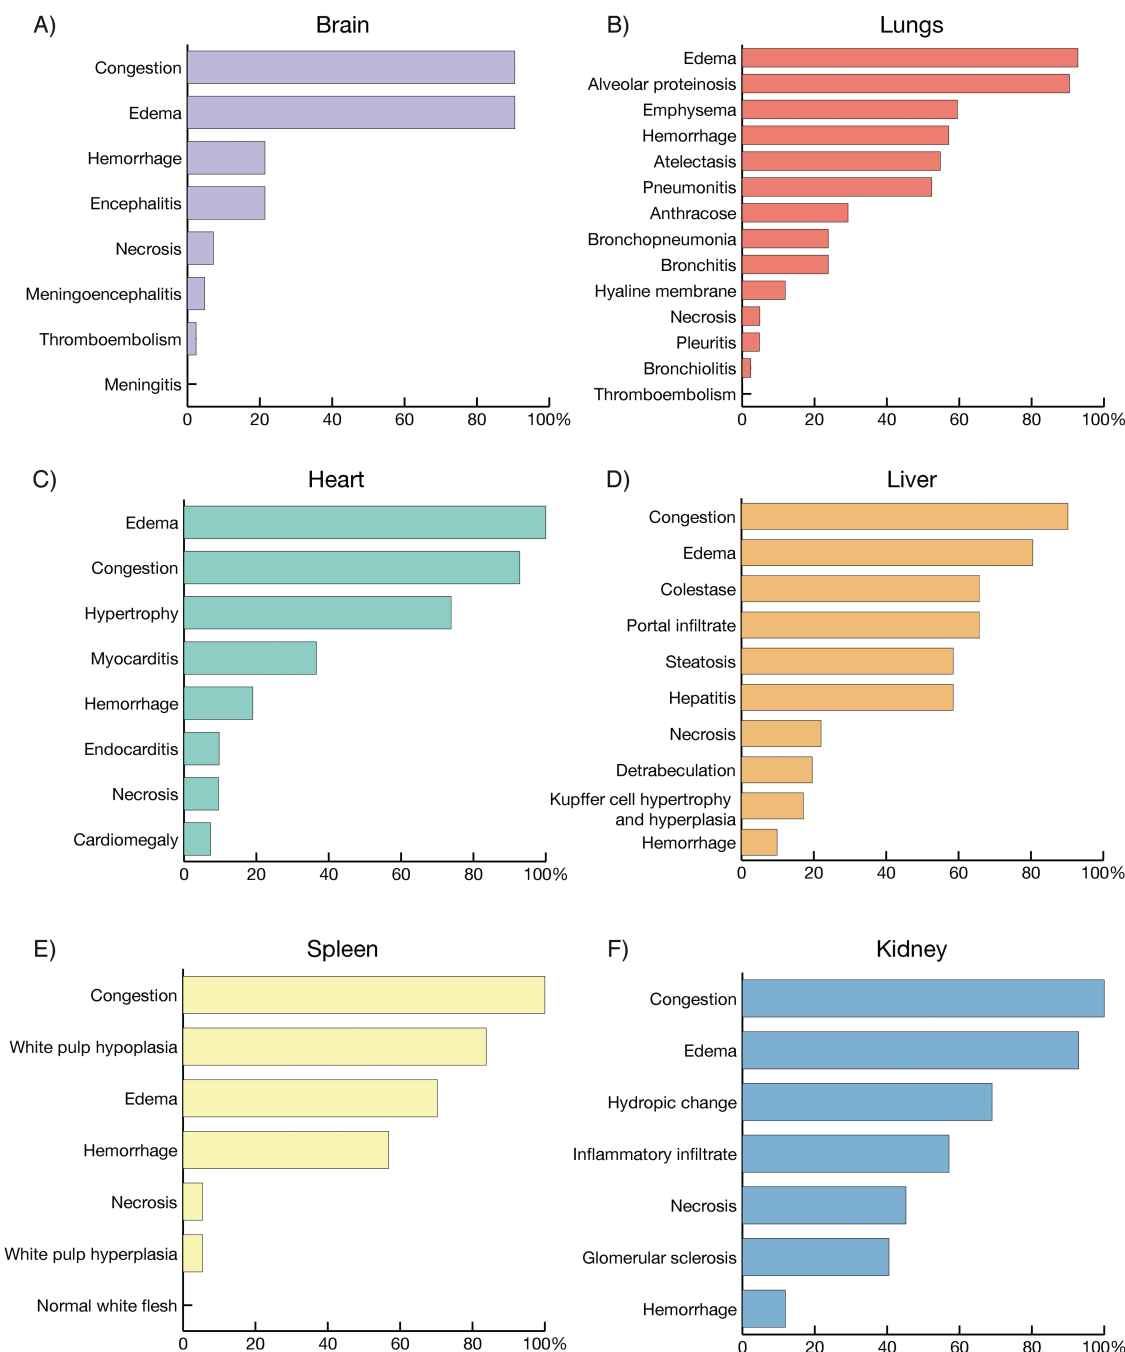 A)
Brain
Congestion
Edema
Hemorrhage
Encephalitis
Necrosis
Meningoencephalitis
Thromboembolism
Meningitis
0 20 40 60 80 100%
B)
Lungs
Edema
Alveolar proteinosis
Emphysema
Hemorrhage
Atelectasis
Pneumonitis
Anthracose
Bronchopneumonia
Bronchitis
Hyaline membrane
Necrosis
Pleuritis
Bronchiolitis
Thromboembolism
0 20 40 60 80 100%
C)
Heart
Edema
Congestion
Hypertrophy
Myocarditis
Hemorrhage
Endocarditis
Necrosis
Cardiomegaly
0 20 40 60 80 100%
D)
Liver
Congestion
Edema
Colestase
Portal infiltrate
Steatosis
Hepatitis
Necrosis
Detrabeculation
Kupffer cell hypertrophy
and hyperplasia
Hemorrhage
0 20 40 60 80 100%
E)
Spleen
Congestion
White pulp hypoplasia
Edema
Hemorrhage
Necrosis
White pulp hyperplasia
Normal white flesh
0 20 40 60 80 100%
F)
Kidney
Congestion
Edema
Hydropic change
Inflammatory infiltrate
Necrosis
Glomerular sclerosis
Hemorrhage
0 20 40 60 80 100%